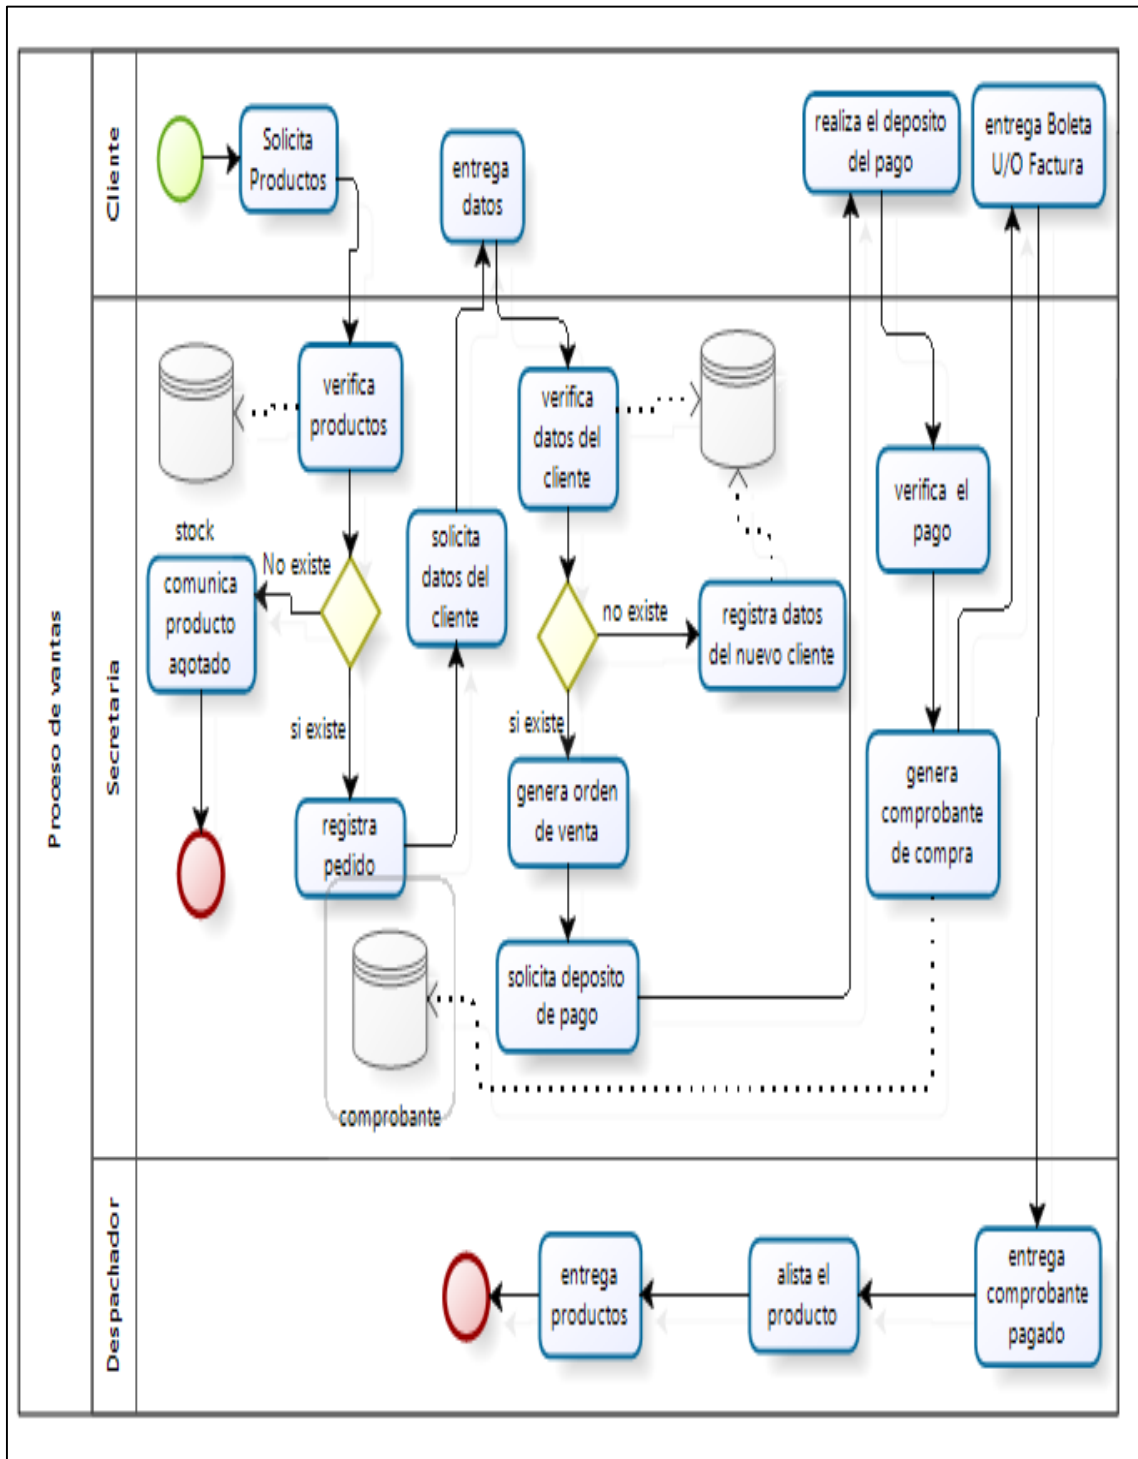 Proceso de vantas
Cliente
Solicita
Productos
entrega
datos
realiza el deposito
del pago
entrega Boleta
U/O Factura
Secretaria
verifica
productos
stock
No existe
comunica
producto
agotado
si existe
registra
pedido
solicita
datos del
cliente
verifica
datos del
cliente
no existe
registra datos
del nuevo cliente
si existe
genera orden
de venta
solicita deposito
de pago
verifica el
pago
genera
comprobante
de compra
comprobante
Despachador
entrega
comprobante
pagado
alista el
producto
entrega
productos